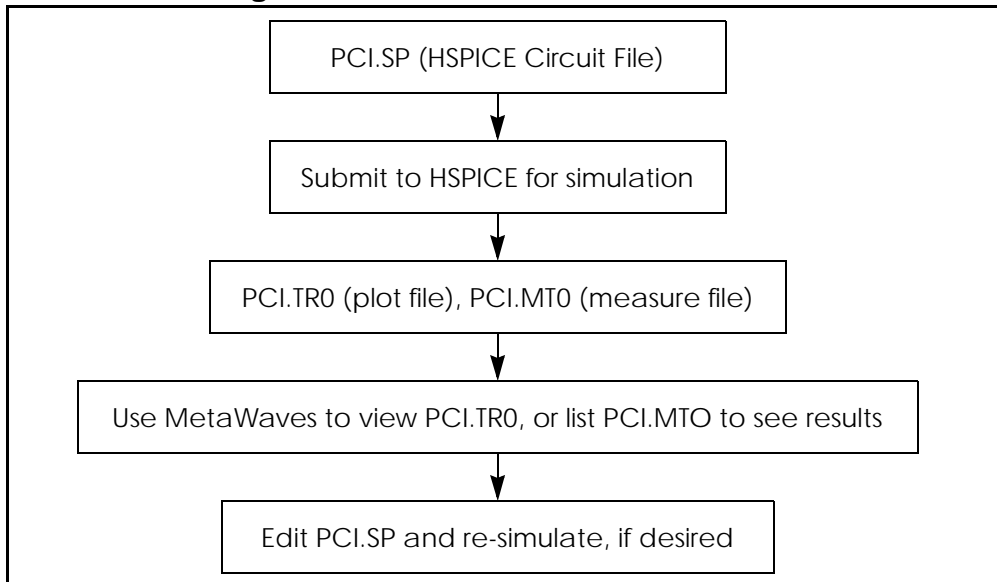 PCI.SP (HSPICE Circuit File)
Submit to HSPICE for simulation
PCI.TR0 (plot file), PCI.MT0 (measure file)
Use MetaWaves to view PCI.TR0, or list PCI.MTO to see results
Edit PCI.SP and re-simulate, if desired